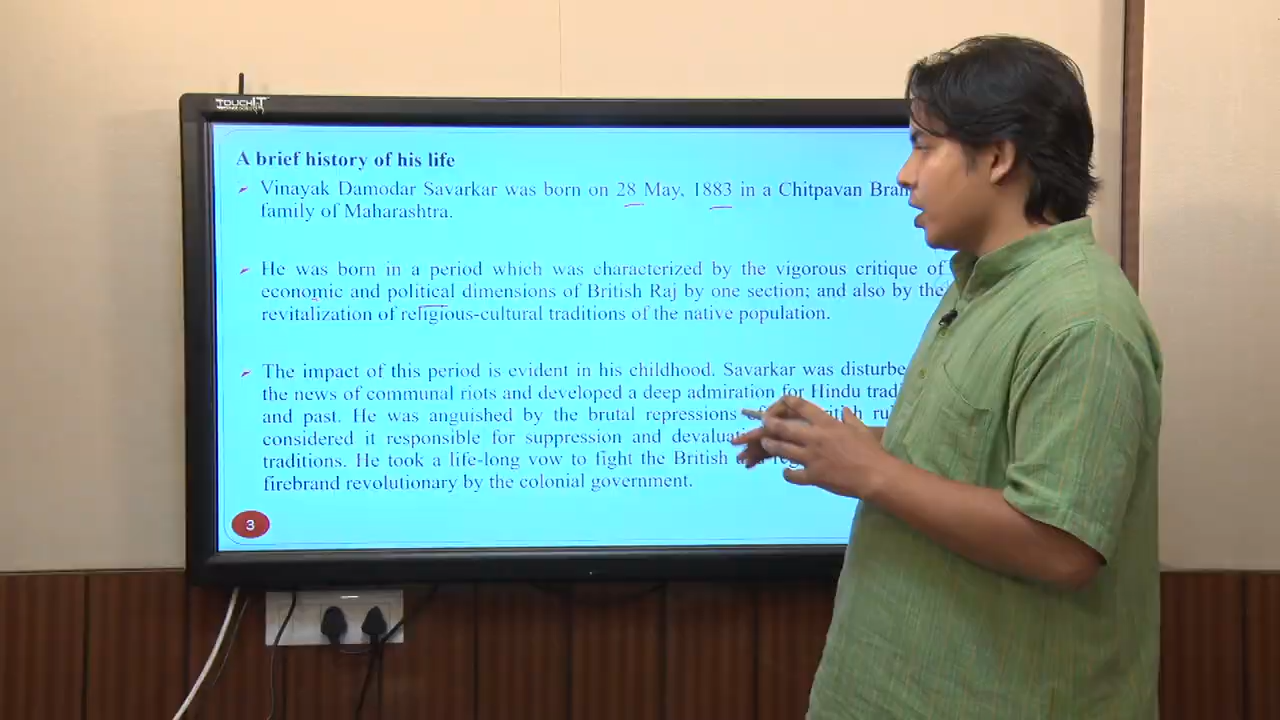 TOUCHIT
A brief history of his life
Vinayak Damodar Savarkar was born on 28 May, 1883 in a Chitpavan
family of Maharashtra.
He was born in a period which was characterized by the vigorous critique of
economic and political dimensions of British Raj by one section; and also by the
revitalization of religious-cultural traditions of the native population.
The impact of this period is evident in his childhood. Savarkar was
the news of communal riots and developed a deep admiration for Hindu
and past. He was anguished by the brutal repressions
considered it responsible for suppression and
traditions. He took a life-long vow to fight the British
firebrand revolutionary by the colonial government.
3